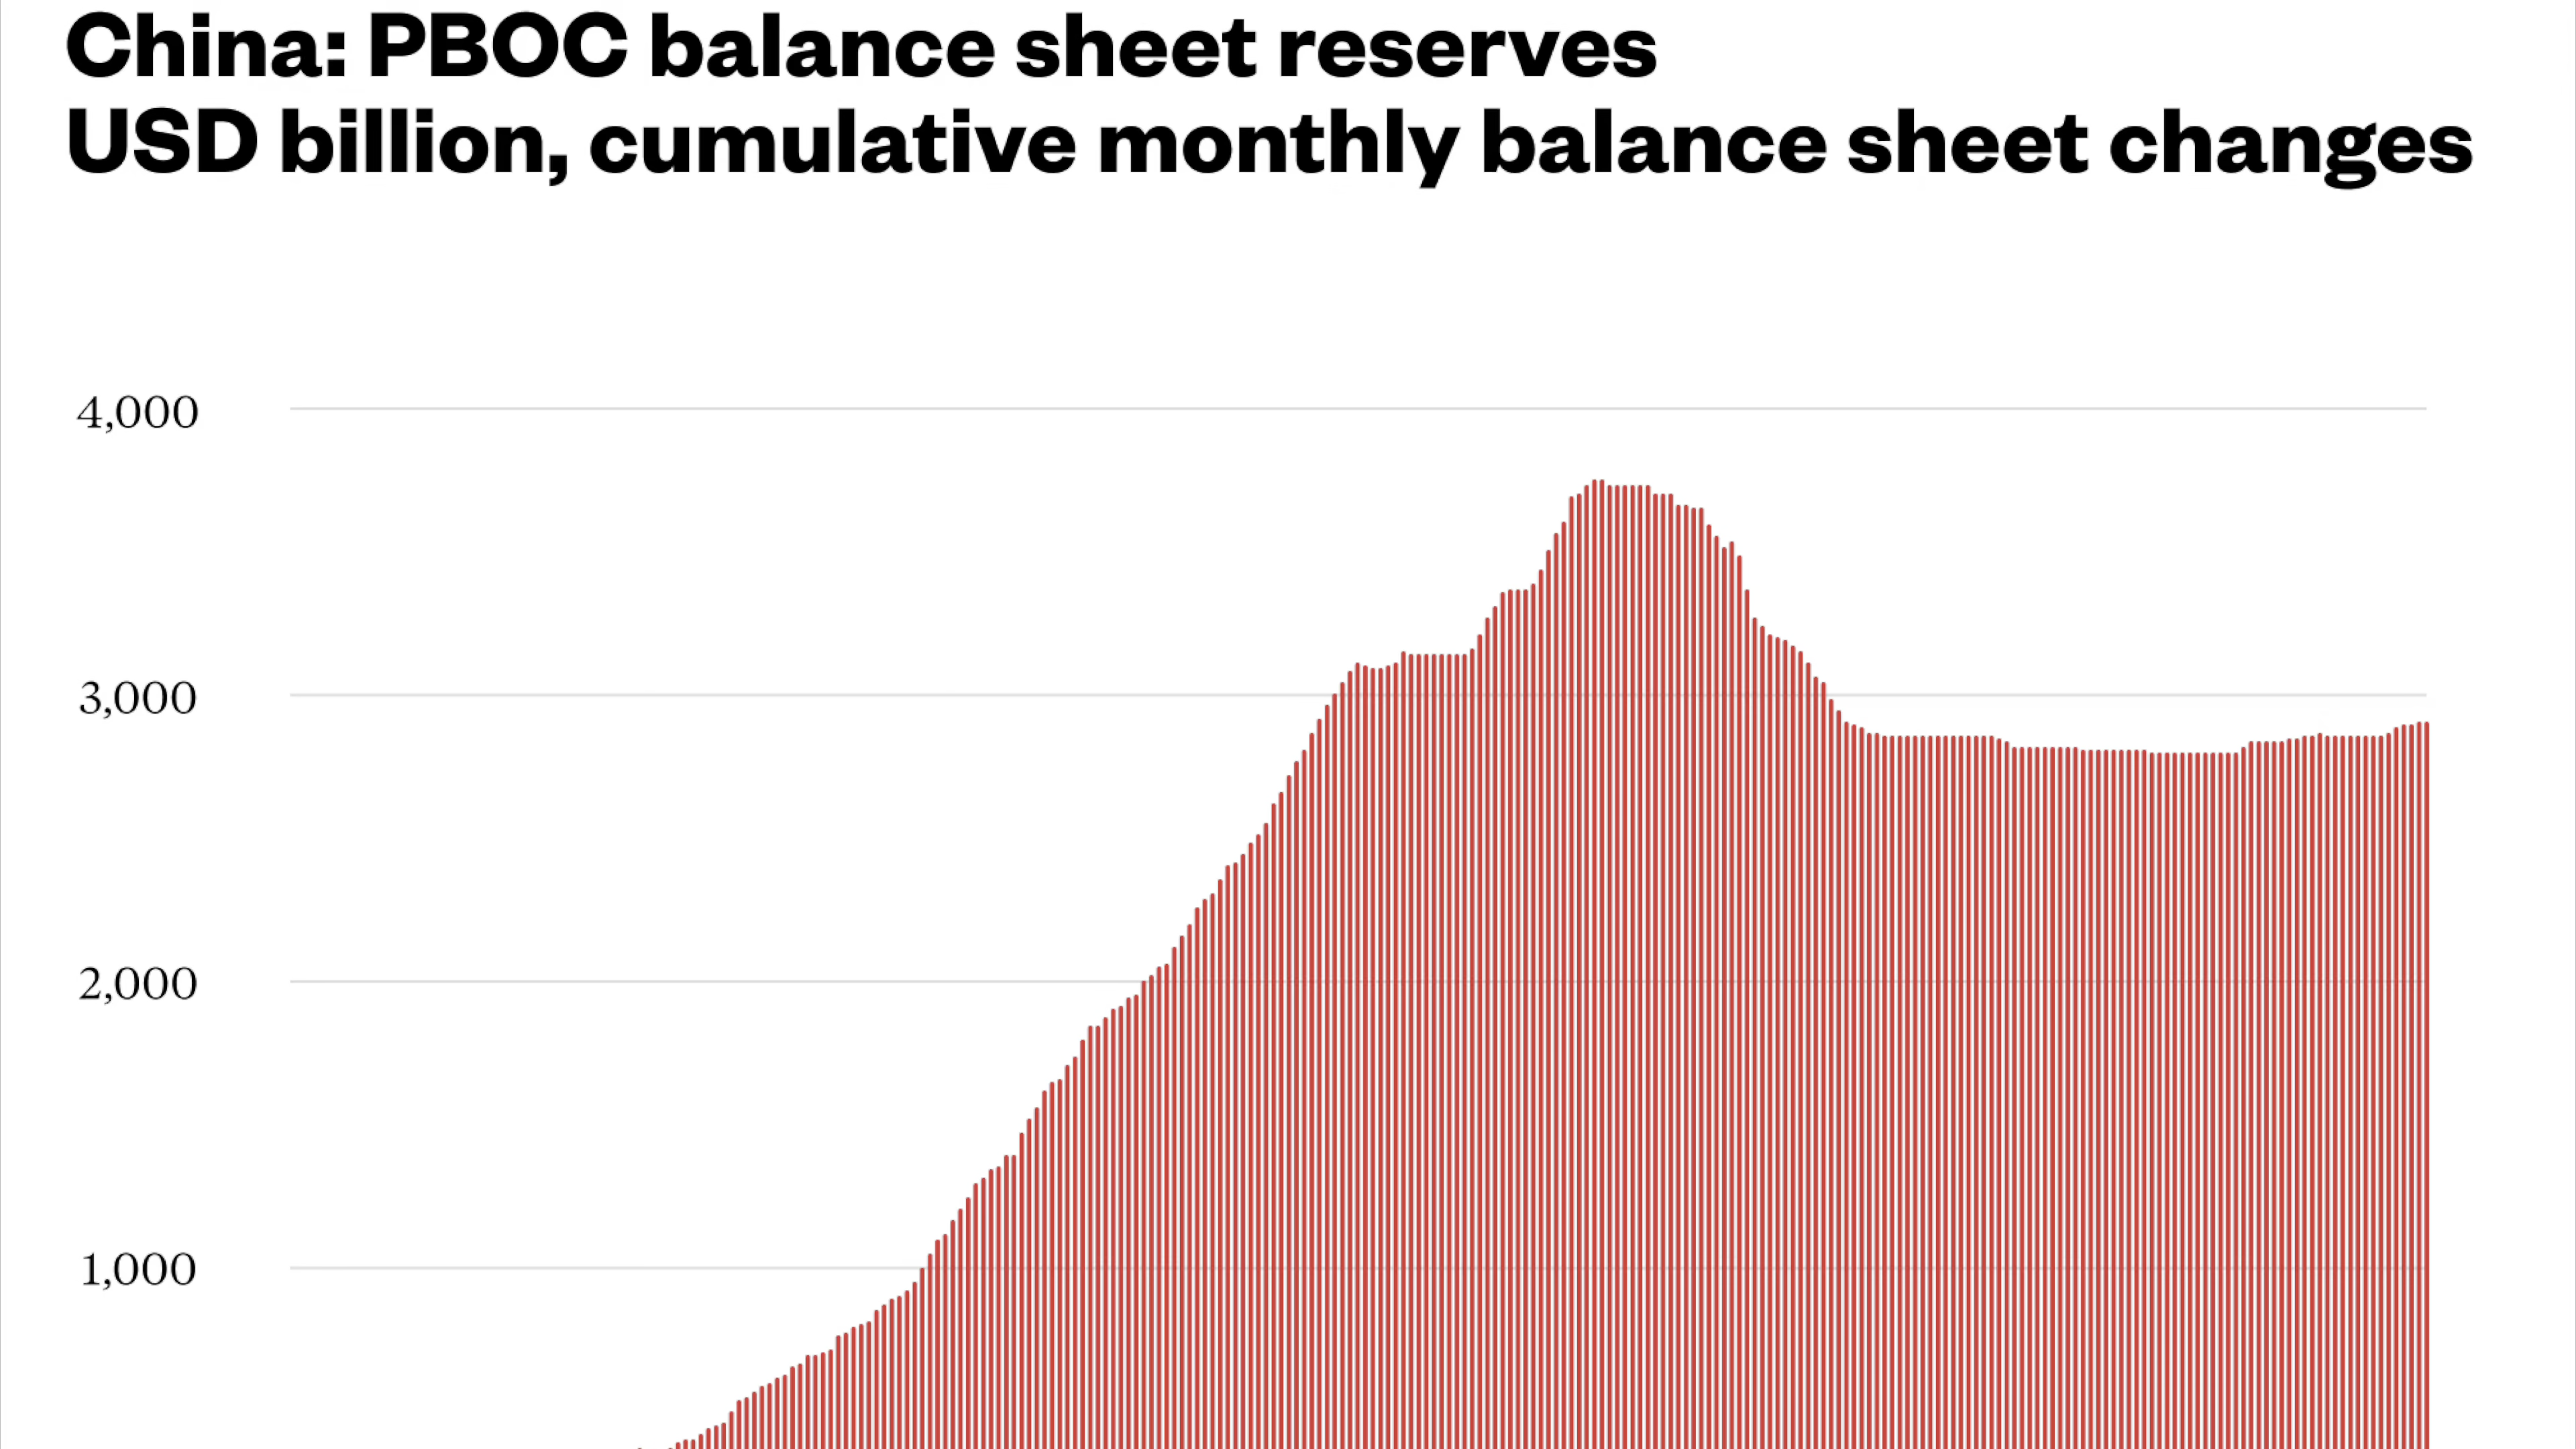 China: PBOC balance sheet reserves
USD billion, cumulative monthly balance sheet changes
4,000
3,000
2,000
1,000